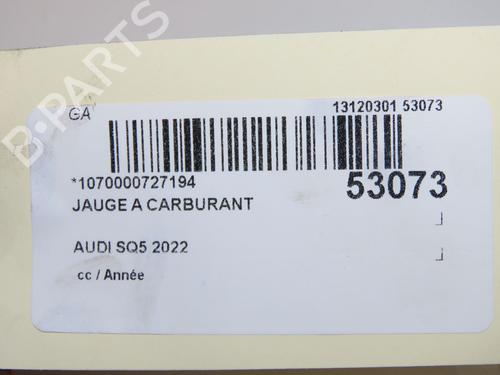 B-PARTS
GA
13120301 53073
*1070000727194
53073
JAUGE A CARBURANT
AUDI SQ5 2022
cc / Année